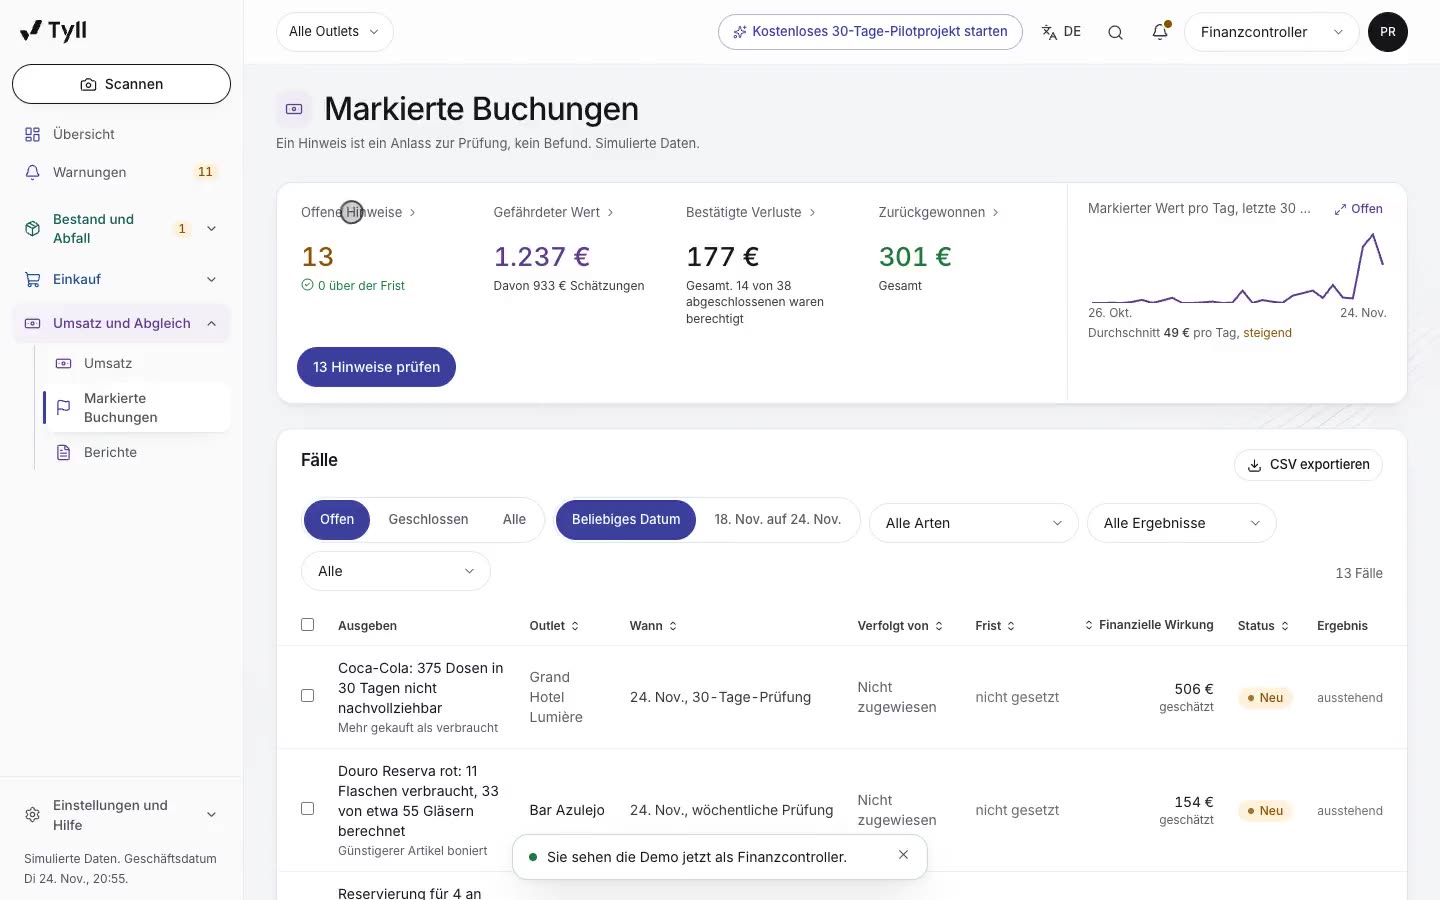 Tyll
Alle Outlets
Kostenloses 30-Tage-Pilotprojekt starten
DE
Finanzcontroller
PR
Scannen
Übersicht
Warnungen
11
Bestand und
Abfall
1
Einkauf
Umsatz und Abgleich
Umsatz
Markierte
Buchungen
Berichte
Einstellungen und
Hilfe
Simulierte Daten. Geschäftsdatum
Di 24. Nov., 20:55.
Markierte Buchungen
Ein Hinweis ist ein Anlass zur Prüfung, kein Befund. Simulierte Daten.
Offene Hinweise
13
0 über der Frist
Gefährdeter Wert
1.237 €
Davon 933 € Schätzungen
Bestätigte Verluste
177 €
Gesamt. 14 von 38
abgeschlossenen waren
berechtigt
Zurückgewonnen
301 €
Gesamt
13 Hinweise prüfen
Markierter Wert pro Tag, letzte 30 ...
Offen
26. Okt.
24. Nov.
Durchschnitt 49 € pro Tag, steigend
Fälle
CSV exportieren
Offen
Geschlossen
Alle
Beliebiges Datum
18. Nov. auf 24. Nov.
Alle Arten
Alle Ergebnisse
Alle
13 Fälle
Ausgeben
Outlet
Wann
Verfolgt von
Frist
Finanzielle Wirkung
Status
Ergebnis
Coca-Cola: 375 Dosen in
30 Tagen nicht
nachvollziehbar
Mehr gekauft als verbraucht
Grand
Hotel
Lumière
24. Nov., 30-Tage-Prüfung
Nicht
zugewiesen
nicht gesetzt
506 €
geschätzt
Neu
ausstehend
Douro Reserva rot: 11
Flaschen verbraucht, 33
von etwa 55 Gläsern
berechnet
Günstigerer Artikel boniert
Bar Azulejo
24. Nov., wöchentliche Prüfung
Nicht
zugewiesen
nicht gesetzt
154 €
geschätzt
Neu
ausstehend
Reservierung für 4 an
Sie sehen die Demo jetzt als Finanzcontroller.